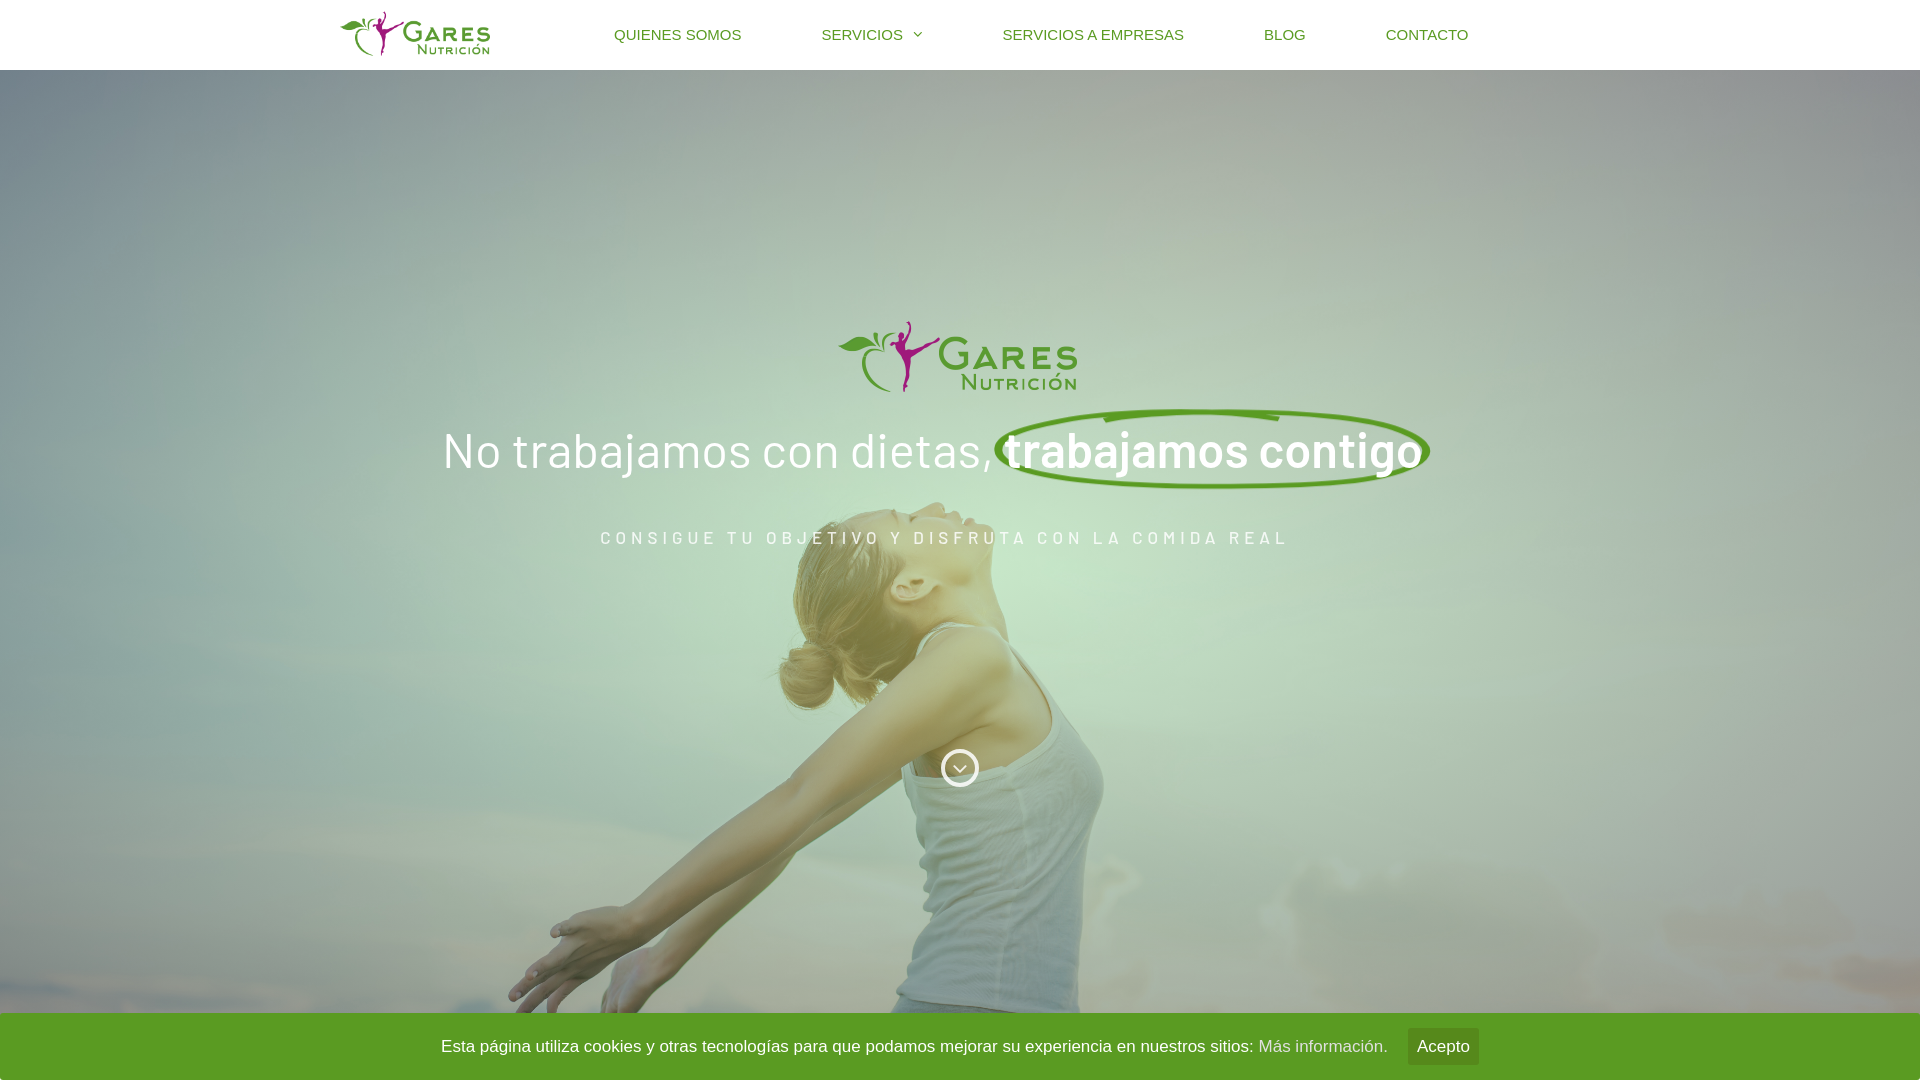 GARES
NUTRICIÓN
QUIENES SOMOS
SERVICIOS
SERVICIOS A EMPRESAS
BLOG
CONTACTO
GARES
NUTRICIÓN
No trabajamos con dietas, trabajamos contigo
CONSIGUE TU OBJETIVO Y DISFRUTA CON LA COMIDA REAL
Esta página utiliza cookies y otras tecnologías para que podamos mejorar su experiencia en nuestros sitios: Más información.
Acepto